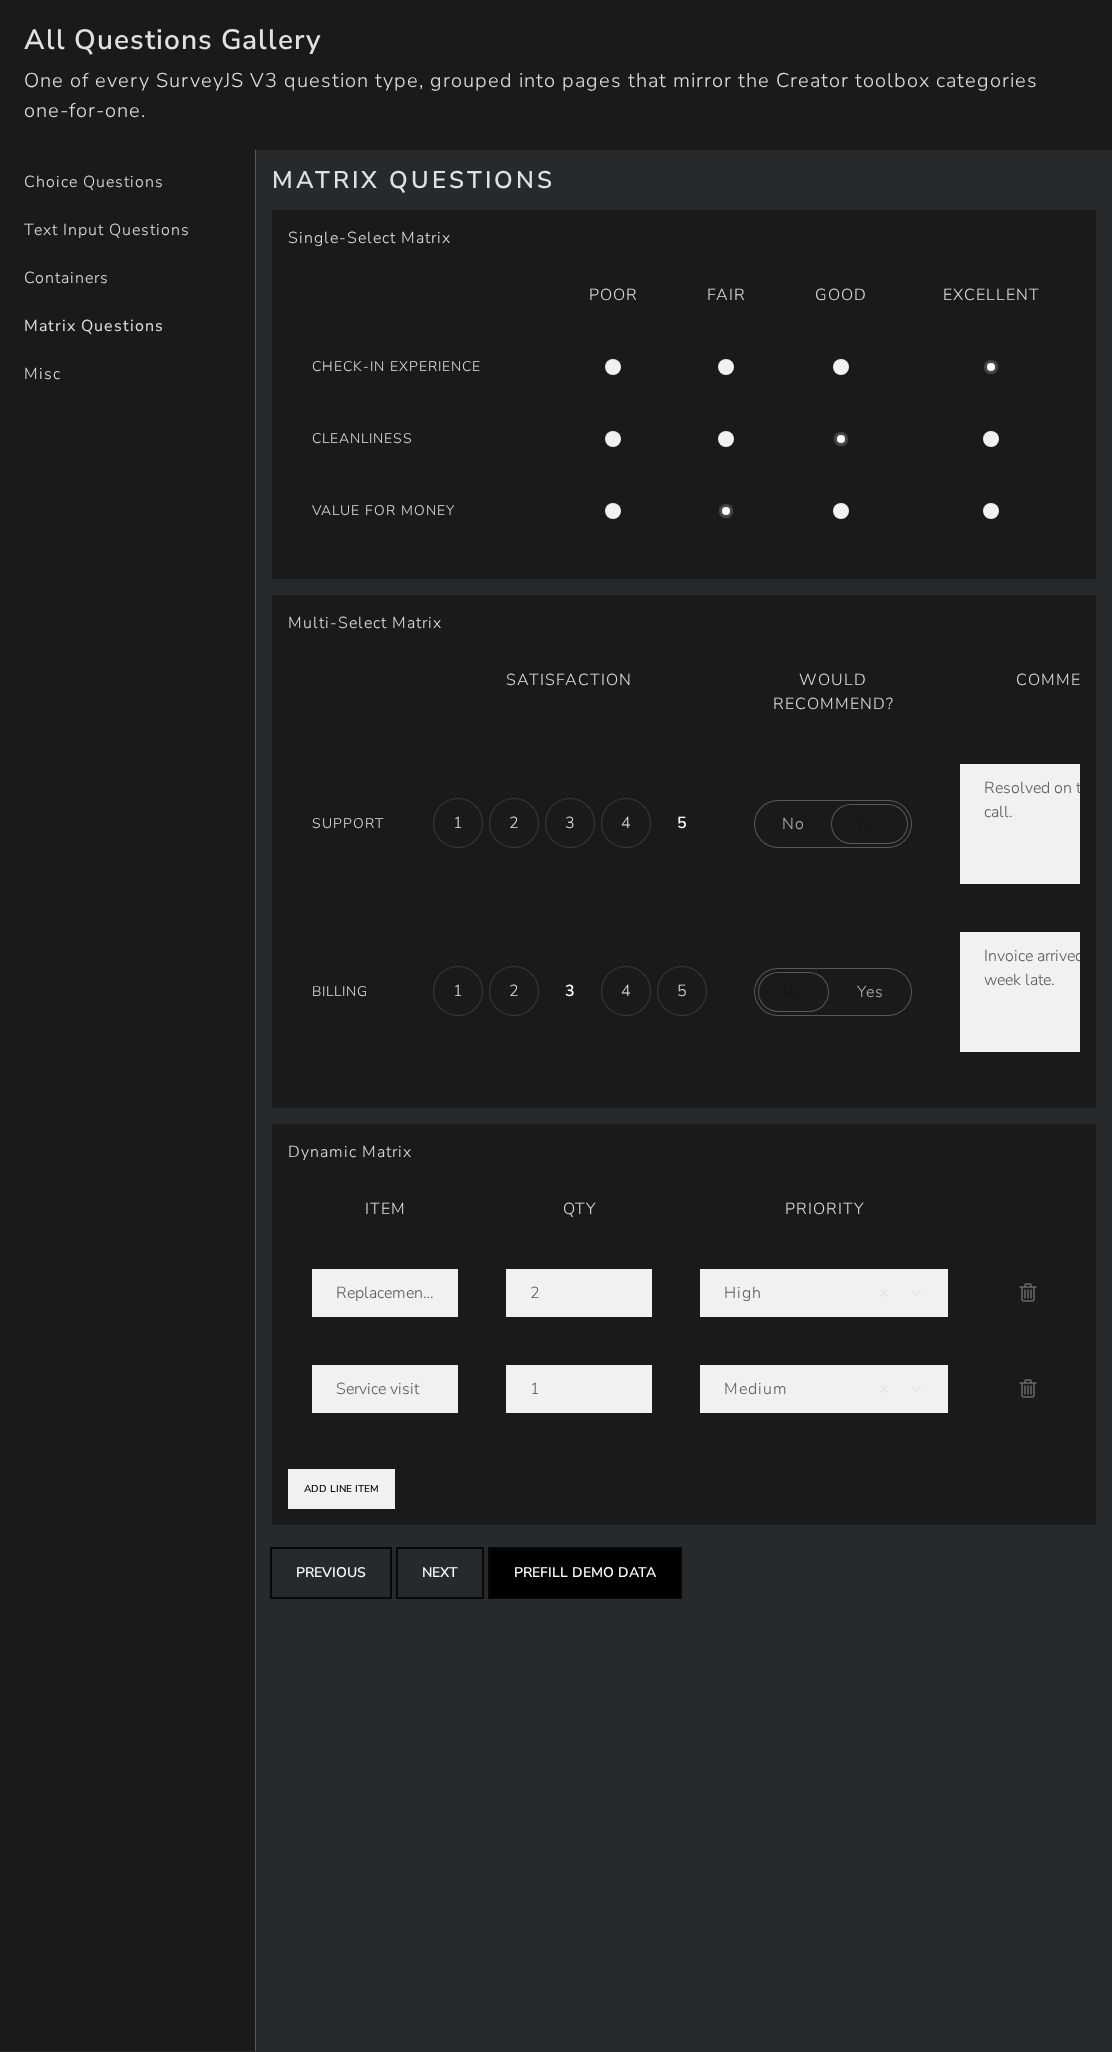 All Questions Gallery
One of every SurveyJS V3 question type, grouped into pages that mirror the Creator toolbox categories
one-for-one.
Choice Questions
Text Input Questions
Containers
Matrix Questions
Misc
MATRIX QUESTIONS
Single-Select Matrix
POOR FAIR GOOD EXCELLENT
CHECK-IN EXPERIENCE
CLEANLINESS
VALUE FOR MONEY
Multi-Select Matrix
SATISFACTION WOULD COMME
RECOMMEND?
Resolved on t
call.
SUPPORT 1 2 3 4 5 No Yes
Invoice arrived
week late.
BILLING 1 2 3 4 5 No Yes
Dynamic Matrix
ITEM QTY PRIORITY
Replacemen... 2 High
Service visit 1 Medium
ADD LINE ITEM
PREVIOUS NEXT PREFILL DEMO DATA